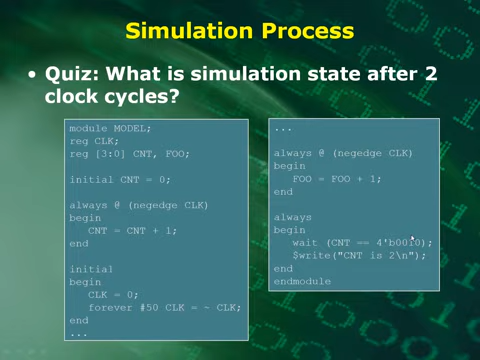 Simulation Process
• Quiz: What is simulation state after 2
clock cycles?
module MODEL;
reg CLK;
reg [3:0] CNT, FOO;
initial CNT = 0;
always @ (negedge CLK)
begin
CNT = CNT + 1;
end
initial
begin
CLK = 0;
forever #50 CLK = ~ CLK;
end
...
...
always @ (negedge CLK)
begin
FOO = FOO + 1;
end
always
begin
wait (CNT == 4'b0010);
$write("CNT is 2\n");
end
endmodule